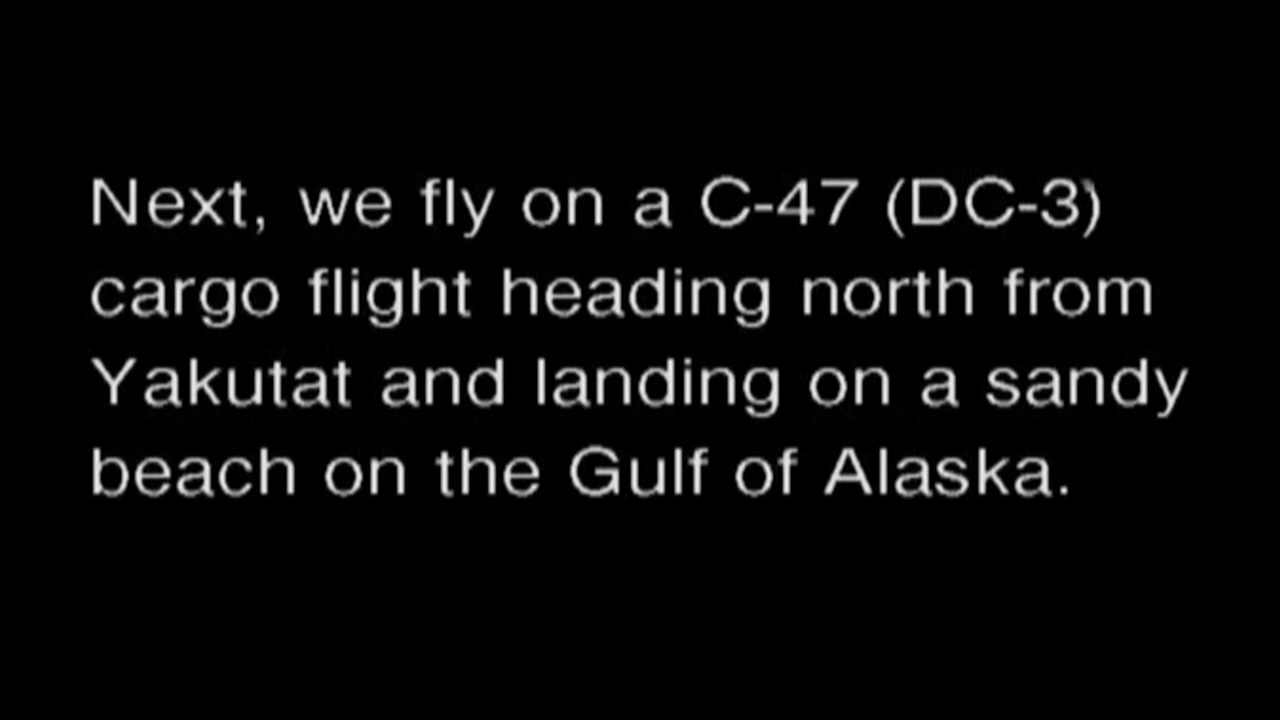 Next, we fly on a C-47 (DC-3)
cargo flight heading north from
Yakutat and landing on a sandy
beach on the Gulf of Alaska.